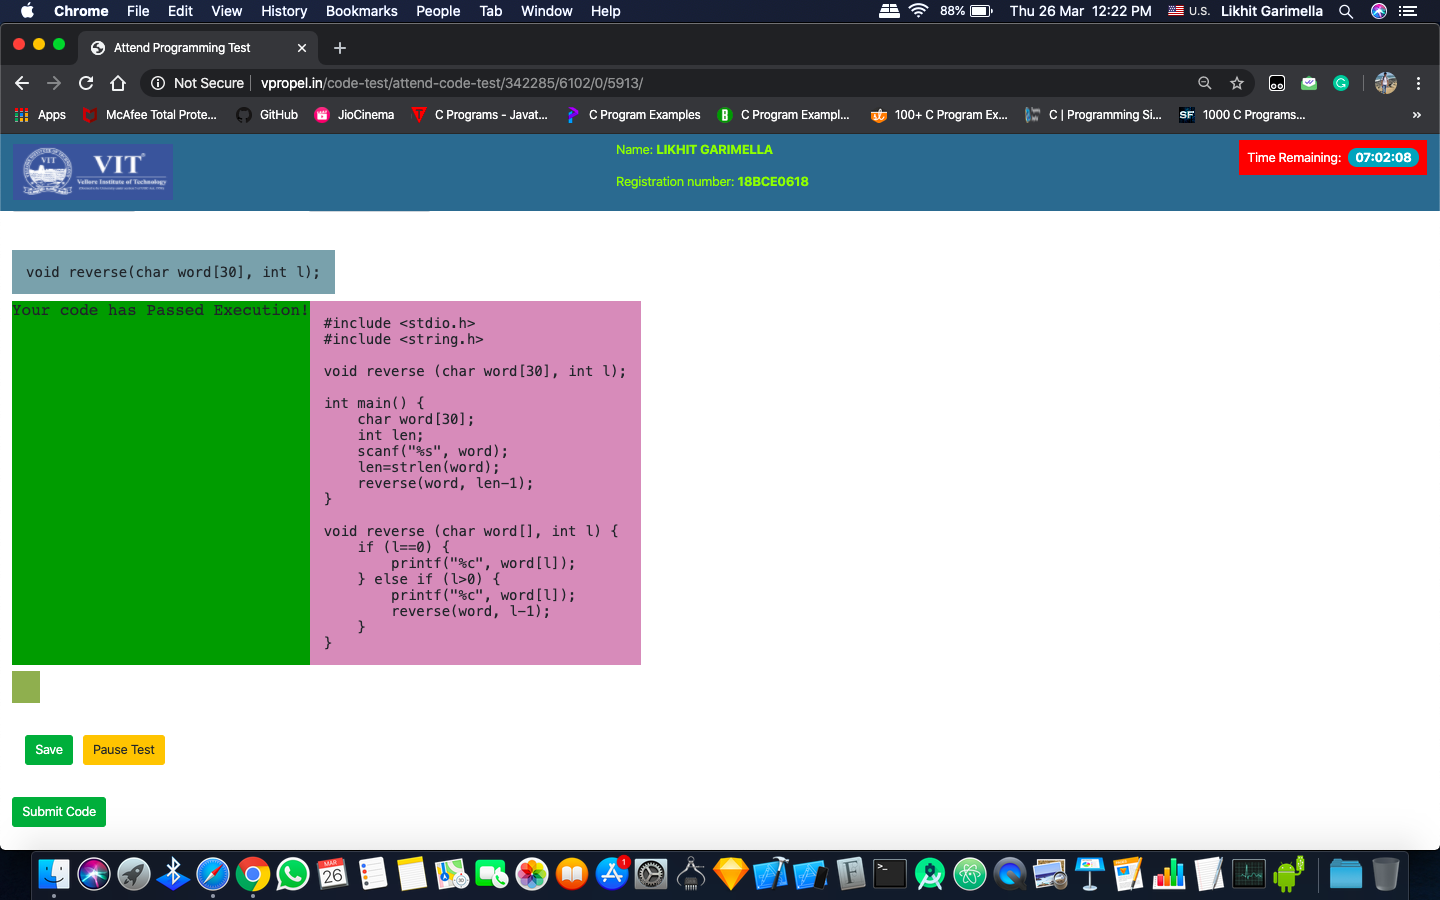 Chrome File Edit View History Bookmarks People Tab Window Help 88% Thu 26 Mar 12:22 PM U.S. Likhit Garimella
Attend Programming Test
Not Secure vpropel.in/code-test/attend-code-test/342285/6102/0/5913/
Apps McAfee Total Prote... GitHub JioCinema C Programs - Javat... C Program Examples C Program Exampl... 100+ C Program Ex... C | Programming Si... SF 1000 C Programs... »
VIT
VIT
Vellore Institute of Technology
Name: LIKHIT GARIMELLA
Registration number: 18BCE0618
Time Remaining: 07:02:08
void reverse(char word[30], int l);
Your code has Passed Execution!
#include <stdio.h>
#include <string.h>
void reverse (char word[30], int l);
int main() {
    char word[30];
    int len;
    scanf("%s", word);
    len=strlen(word);
    reverse(word, len-1);
}
void reverse (char word[], int l) {
    if (l==0) {
        printf("%c", word[l]);
    } else if (l>0) {
        printf("%c", word[l]);
        reverse(word, l-1);
    }
}
Save Pause Test
Submit Code
MAR
26
1